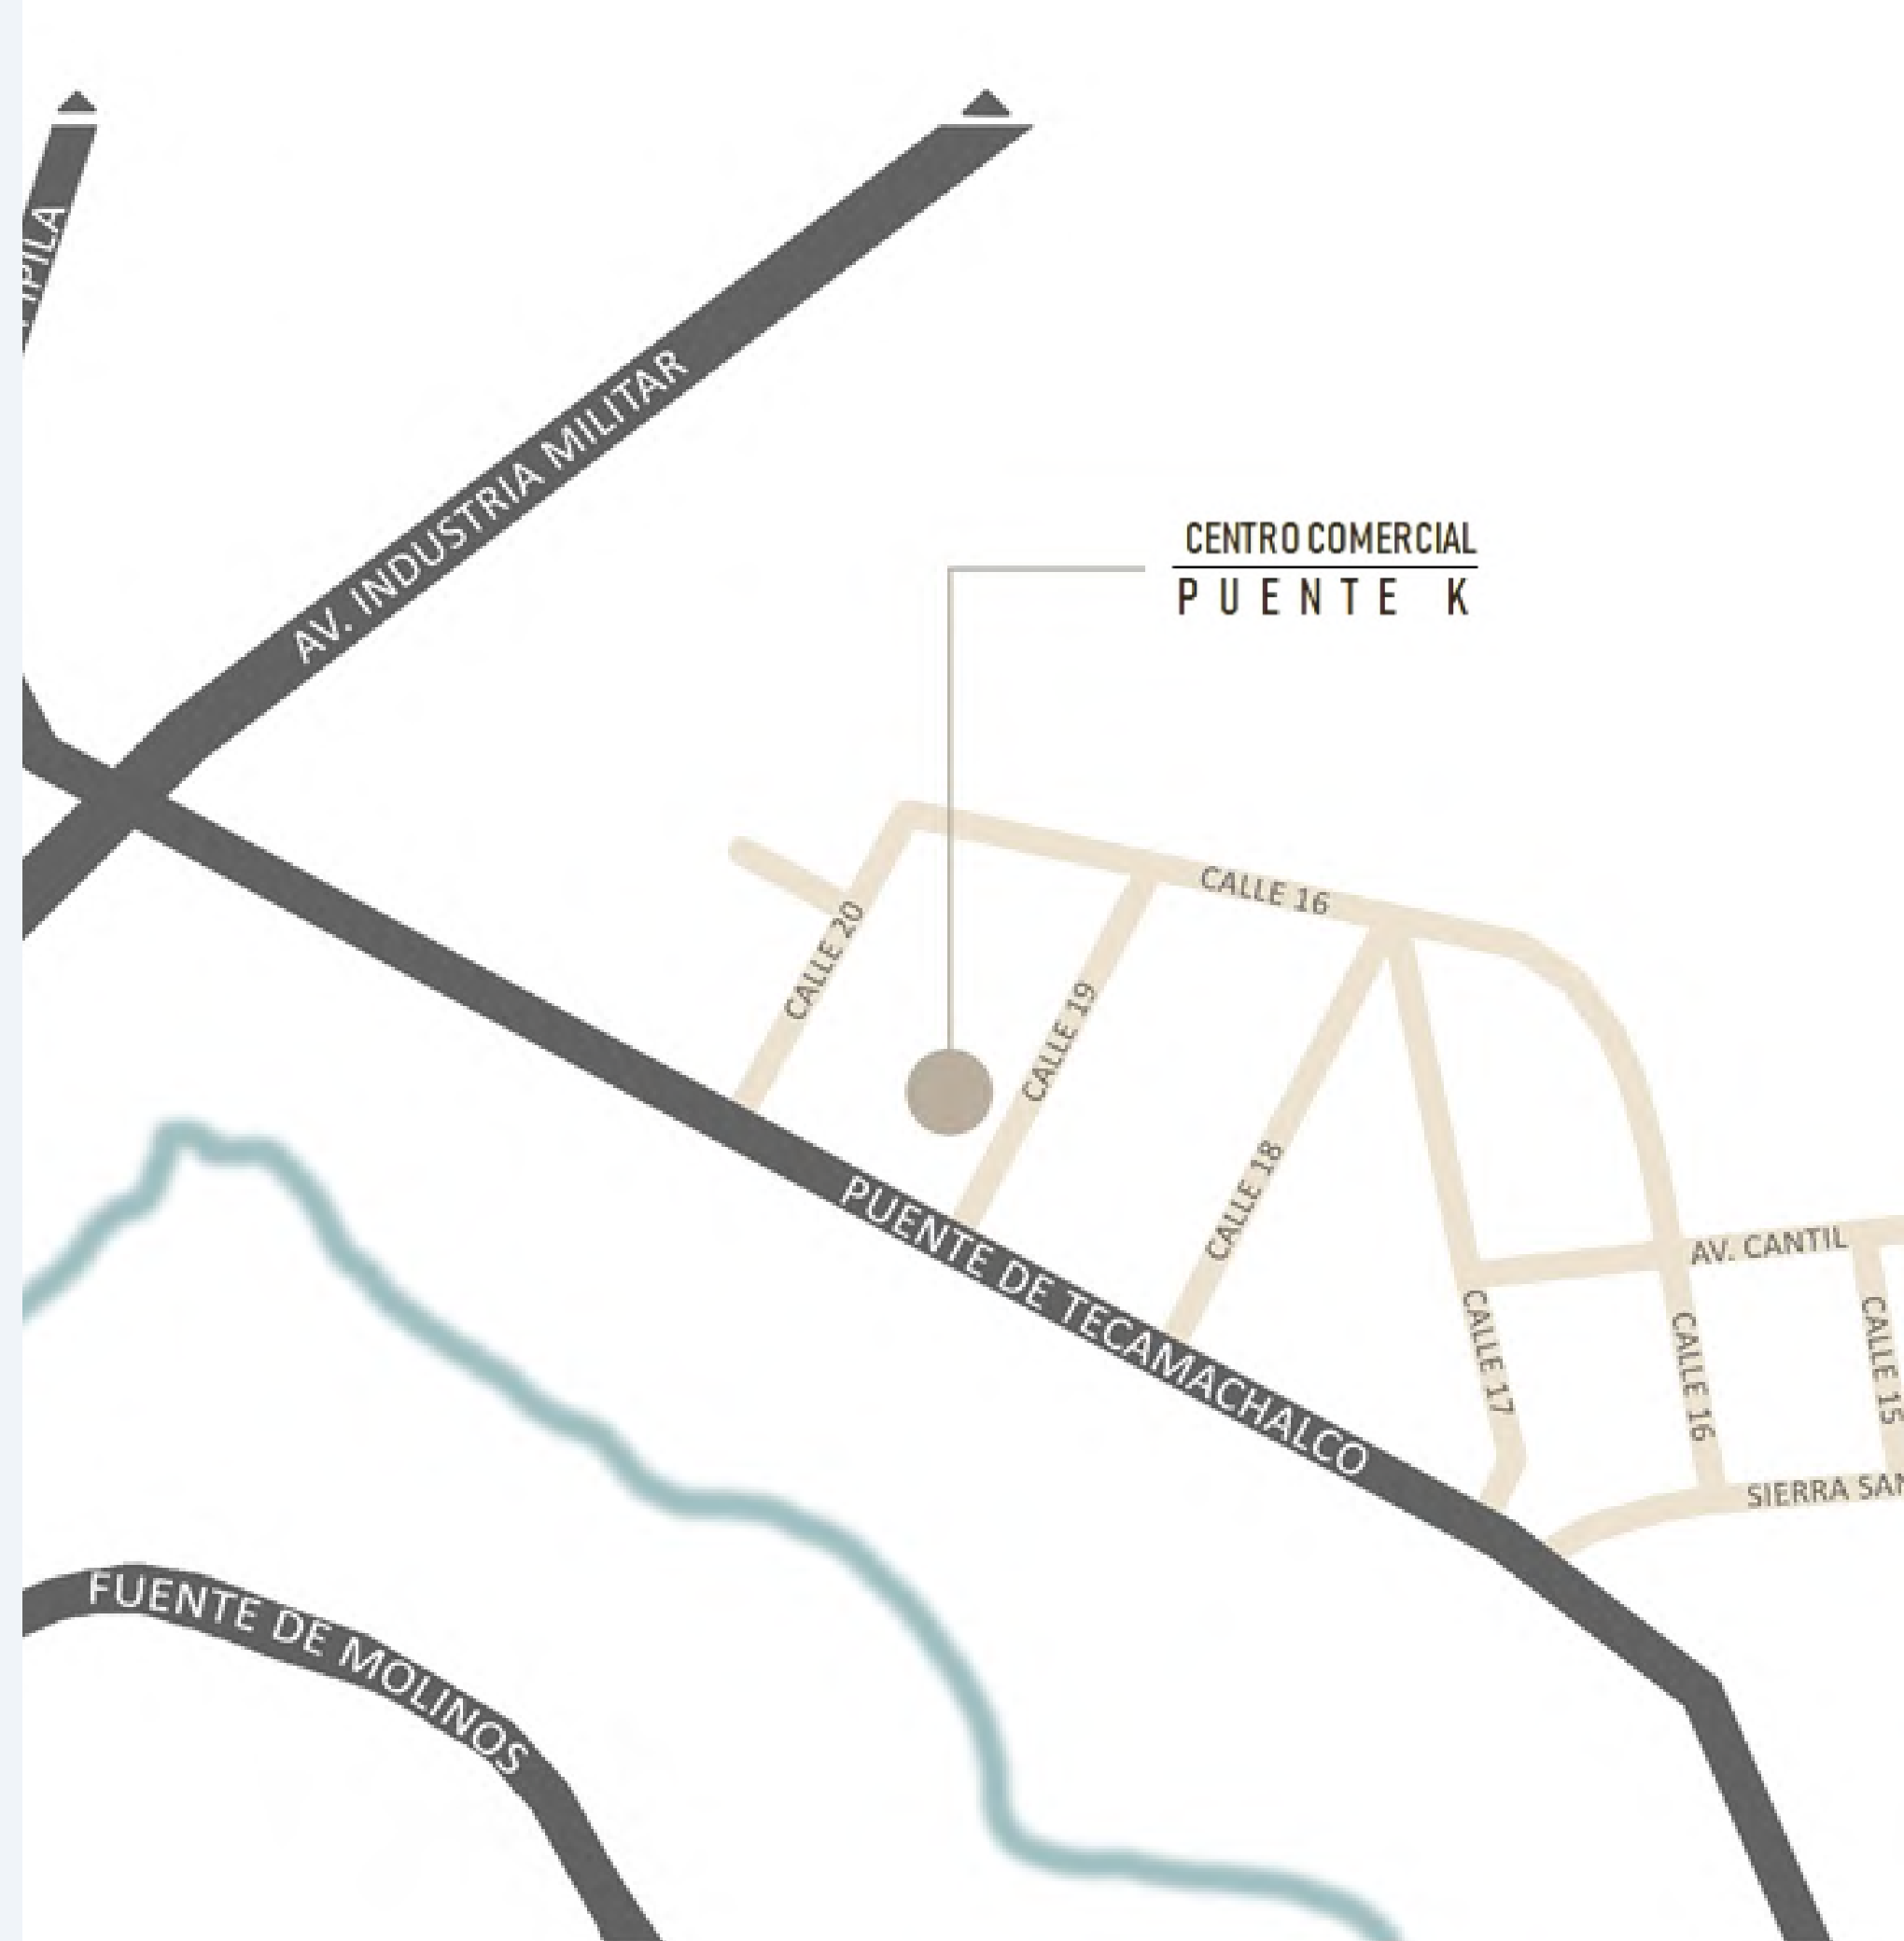 AV. INDUSTRIA MILITAR
CENTRO COMERCIAL
PUENTE K
CALLE 16
CALLE 20
CALLE 19
CALLE 18
PUENTE DE TECAMACHALCO
AV. CANTIL
CALLE 17
CALLE 16
CALLE 15
SIERRA
FUENTE DE MOLINOS